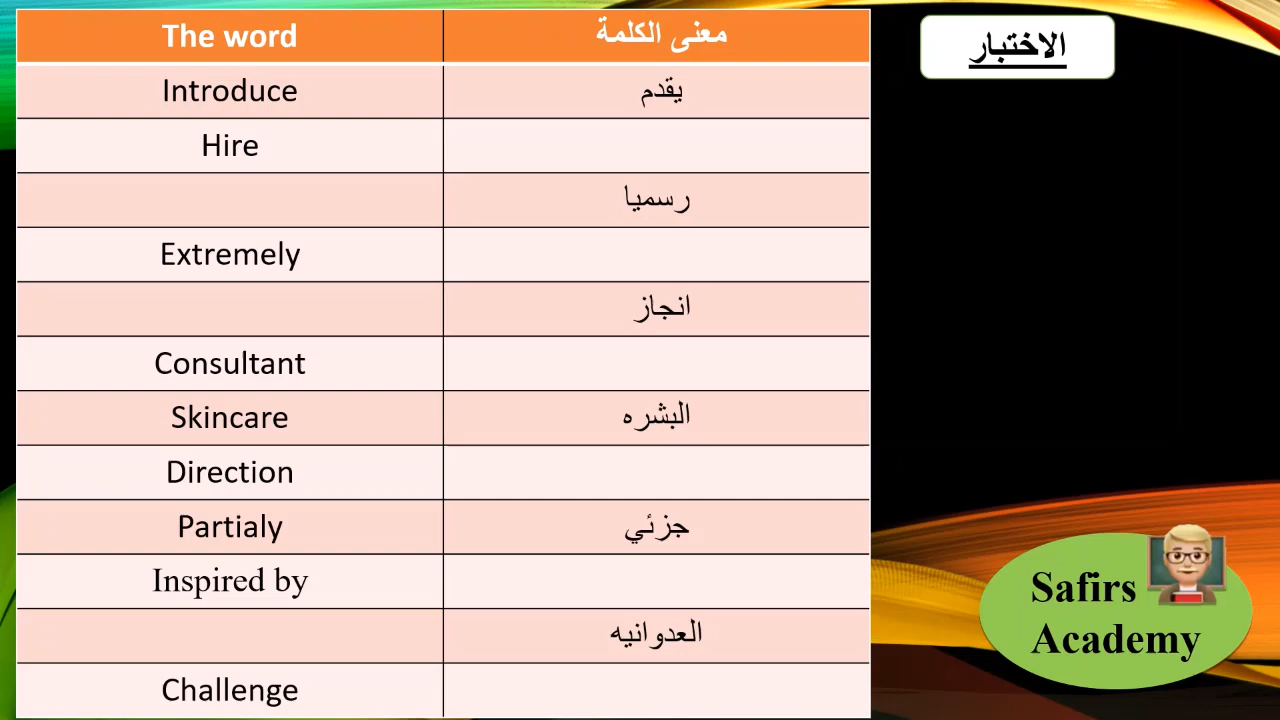 The word معنى الكلمة
Introduce يقدم
Hire
رسميا
Extremely
انجاز
Consultant
Skincare البشره
Direction
Partialy جزئي
Inspired by
العدوانيه
Challenge
الاختبار
Safirs
Academy